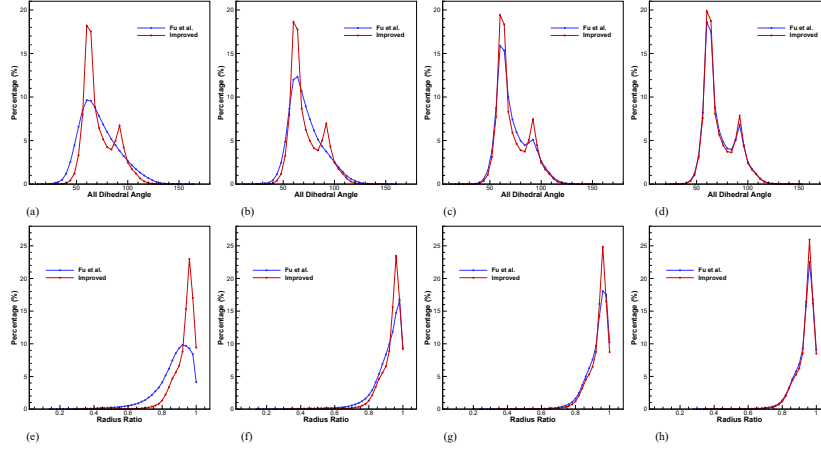 20
15
10
5
0
Percentage (%)
Fu et al.
Improved
50
100
150
All Dihedral Angle
(a)
20
15
10
5
0
Percentage (%)
Fu et al.
Improved
50
100
150
All Dihedral Angle
(b)
20
15
10
5
0
Percentage (%)
Fu et al.
Improved
50
100
150
All Dihedral Angle
(c)
20
15
10
5
0
Percentage (%)
Fu et al.
Improved
50
100
150
All Dihedral Angle
(d)
25
20
15
10
5
0
Percentage (%)
Fu et al.
Improved
0.2
0.4
0.6
0.8
1
Radius Ratio
(e)
25
20
15
10
5
0
Percentage (%)
Fu et al.
Improved
0.2
0.4
0.6
0.8
1
Radius Ratio
(f)
25
20
15
10
5
0
Percentage (%)
Fu et al.
Improved
0.2
0.4
0.6
0.8
1
Radius Ratio
(g)
25
20
15
10
5
0
Percentage (%)
Fu et al.
Improved
0.2
0.4
0.6
0.8
1
Radius Ratio
(h)